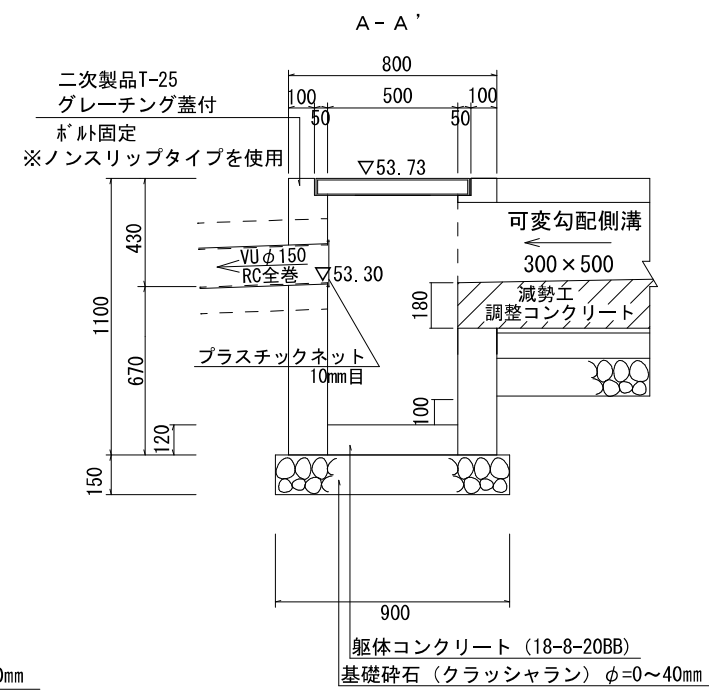 A-A'
二次製品T-25
グレーチング蓋付
ボルト固定
※ノンスリップタイプを使用
800
100
500
100
50
50
▽53.73
430
VUφ150
RC全巻
▽53.30
可変勾配側溝
300×500
減勢工
調整コンクリート
180
1100
670
プラスチックネット
10mm目
100
120
150
900
躯体コンクリート（18-8-20BB）
基礎砕石（クラッシャラン）φ=0～40mm
0mm